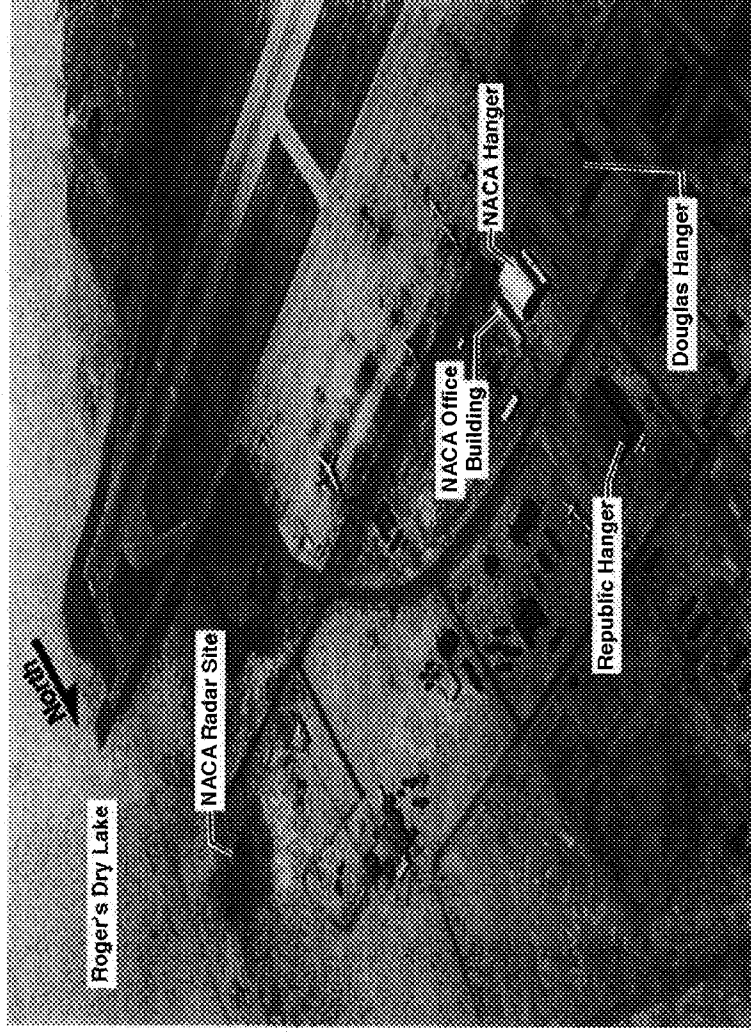 North
Roger's Dry Lake
NACA Radar Site
NACA Hanger
NACA Office
Building
Republic Hanger
Douglas Hanger